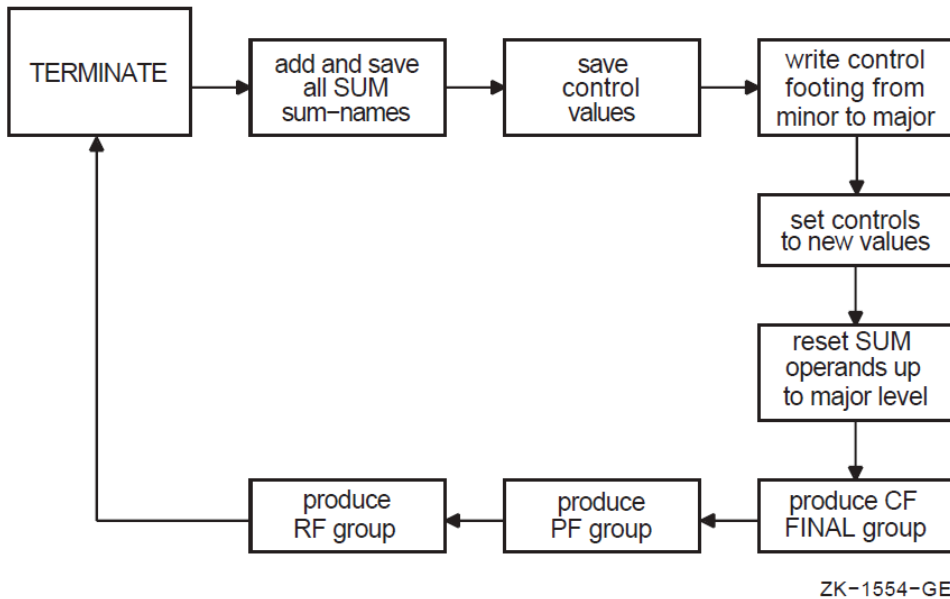 TERMINATE
add and save
all SUM
sum−names
save
control
values
write control
footing from
minor to major
set controls
to new values
reset SUM
operands up
to major level
produce CF
FINAL group
produce
PF group
produce
RF group
ZK−1554−GE